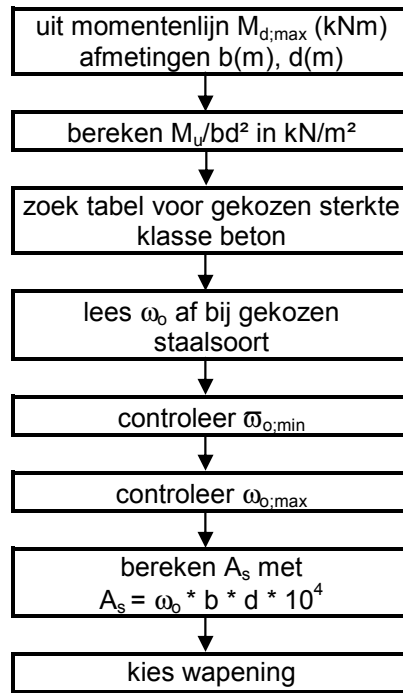 uit momentenlijn M_d;max (kNm)
afmetingen b(m), d(m)
bereken M_u/bd² in kN/m²
zoek tabel voor gekozen sterkte
klasse beton
lees ω_o af bij gekozen
staalsoort
controleer ϖ_o;min
controleer ω_o;max
bereken A_s met
A_s = ω_o * b * d * 10⁴
kies wapening